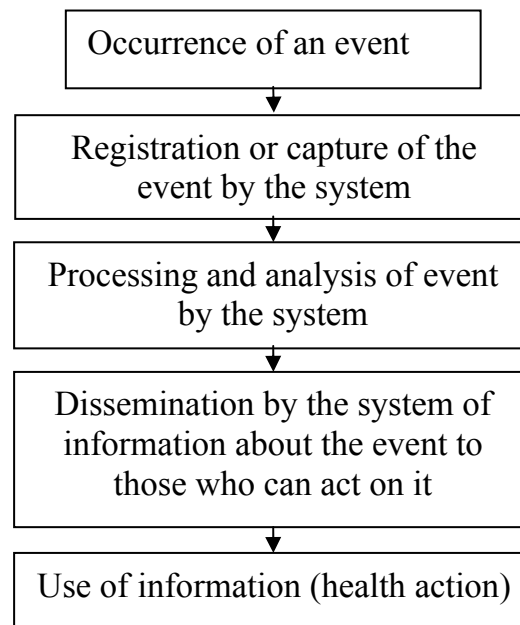 Occurrence of an event
Registration or capture of the
event by the system
Processing and analysis of event
by the system
Dissemination by the system of
information about the event to
those who can act on it
Use of information (health action)